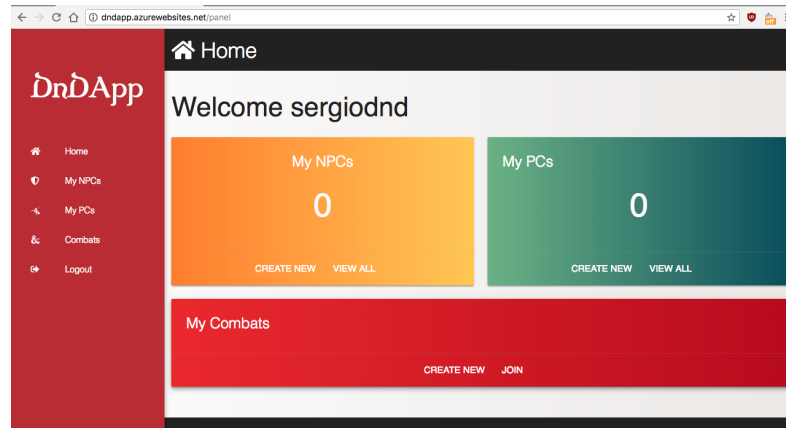 dndapp.azurewebsites.net/panel
off
DnDApp
Home
My NPCs
My PCs
Combats
Logout
Home
Welcome sergiodnd
My NPCs
0
CREATE NEW VIEW ALL
My PCs
0
CREATE NEW VIEW ALL
My Combats
CREATE NEW JOIN